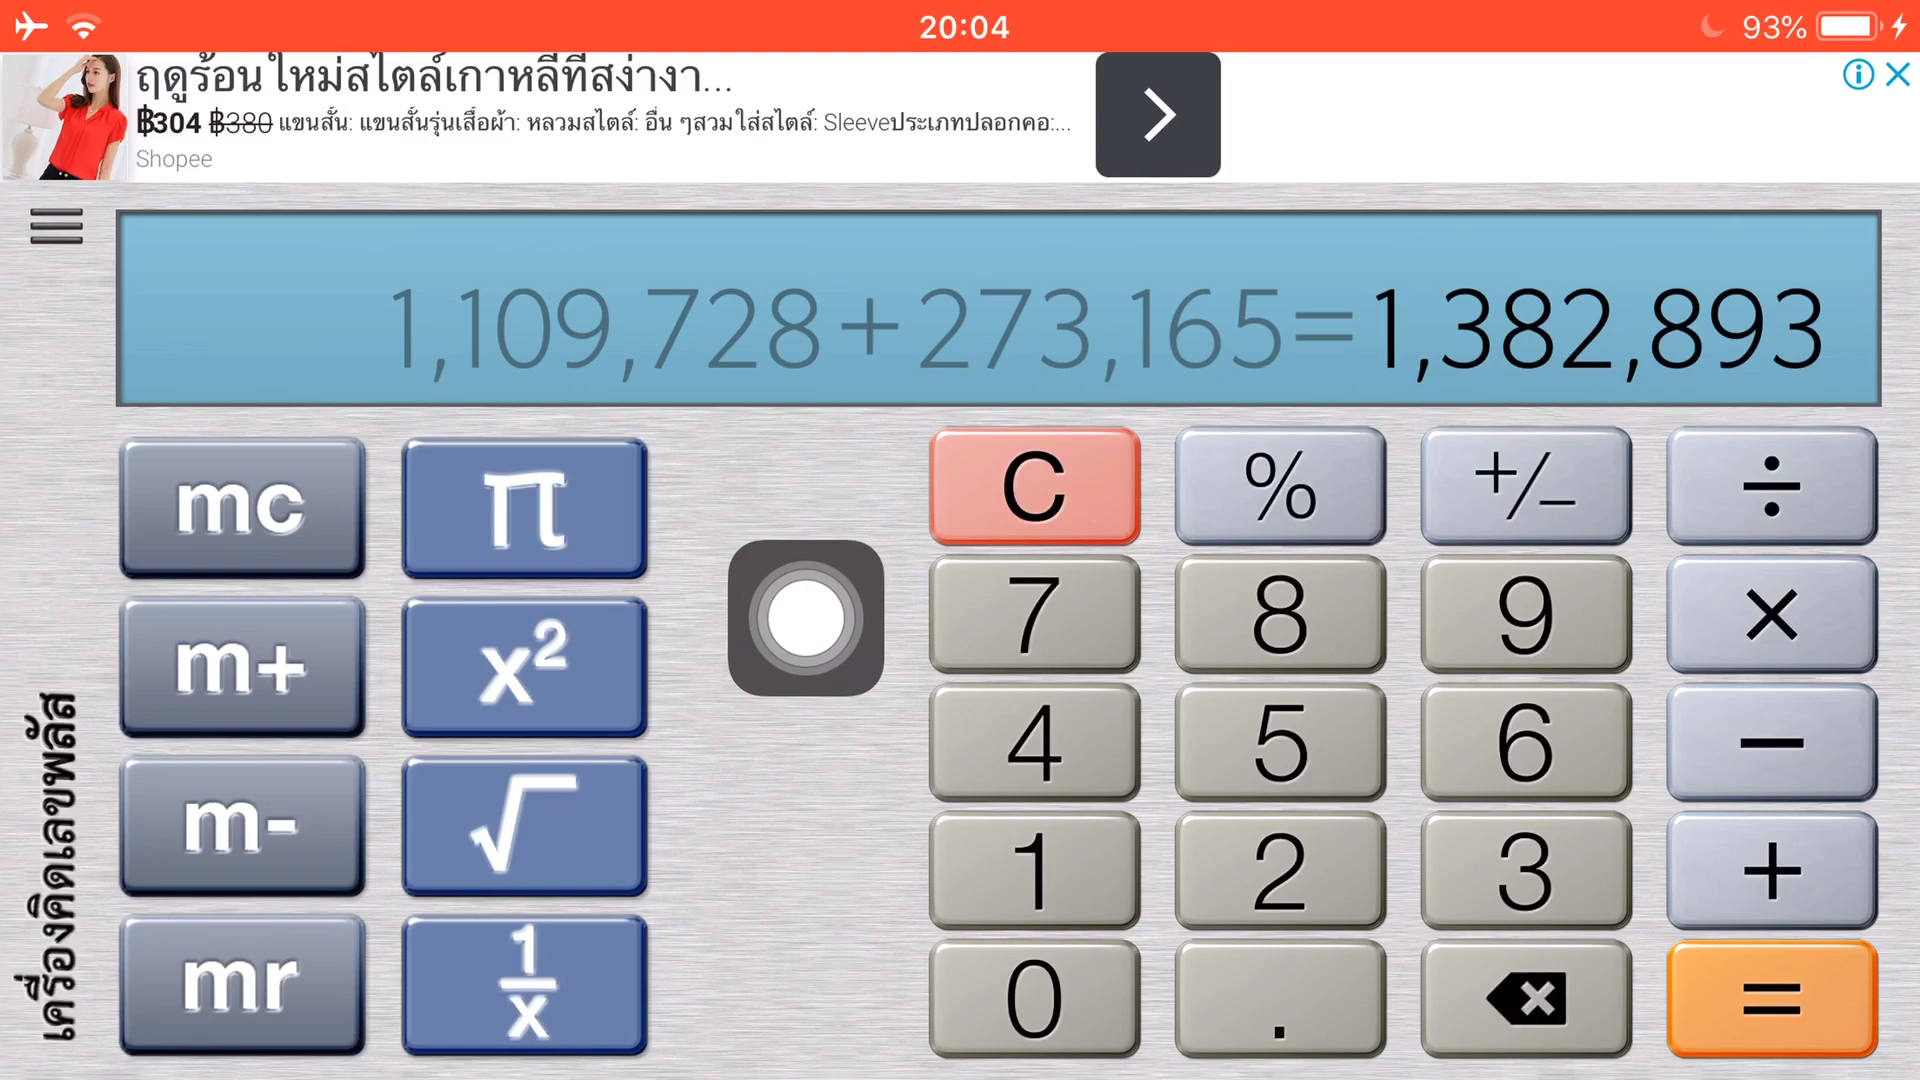 20:04
93%
ฤดูร้อนใหม่สไตล์เกาหลีที่สง่างา...
฿304 ฿380 แขนสั้น: แขนสั้นรุ่นเสื้อผ้า: หลวมสไตล์: อื่น ๆสวมใส่สไตล์: Sleeveประเภทปลอกคอ:...
Shopee
1,109,728+273,165=1,382,893
mc π C % +/− ÷
m+ x² 7 8 9 ×
m- √ 4 5 6 −
mr 1/x 1 2 3 +
0 . =
เครื่องคิดเลขพลัส